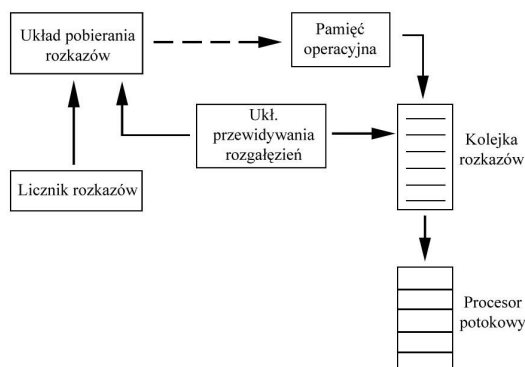 Układ pobierania
rozkazów
Pamięć
operacyjna
Ukł.
przewidywania
rozgałęzień
Kolejka
rozkazów
Licznik rozkazów
Procesor
potokowy